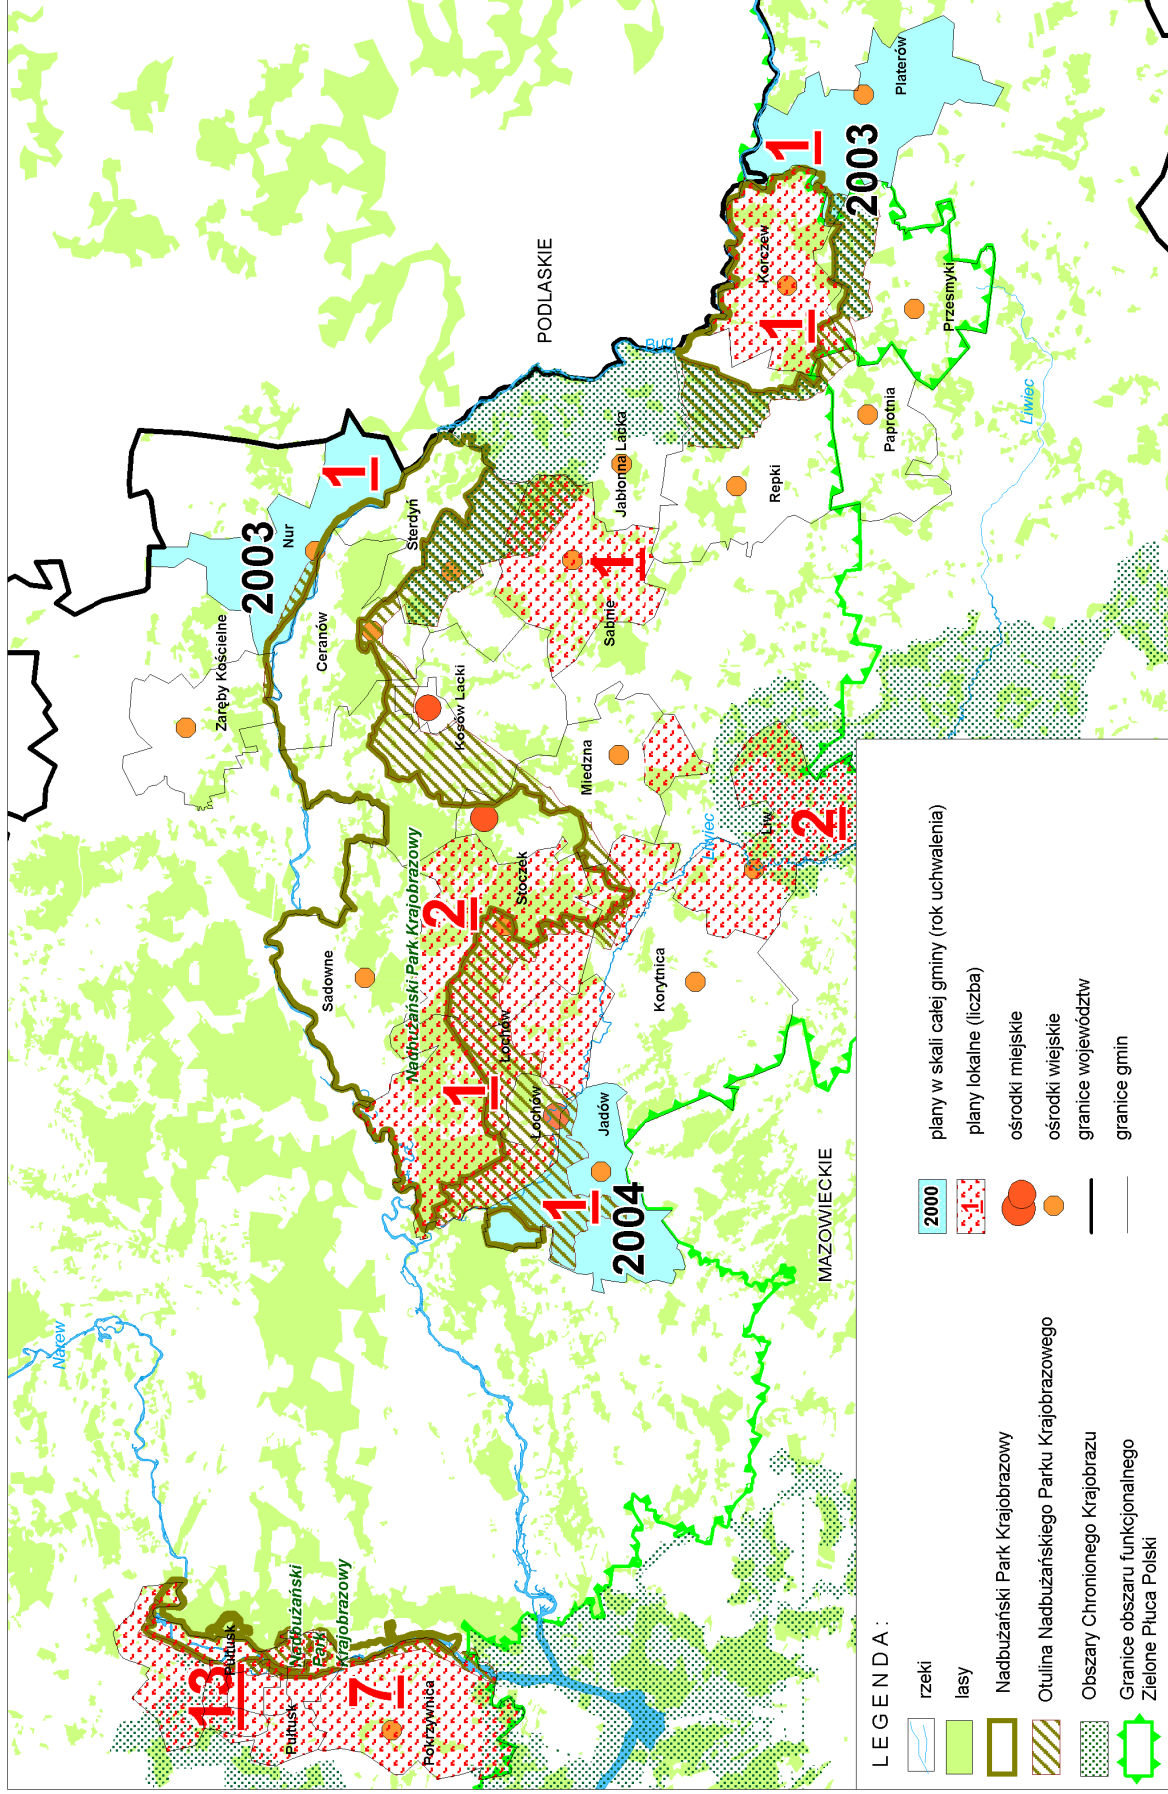 Narew
Zaręby Kościelne
2003
Nur
1
PODLASKIE
Ceranów
Sterdyń
Bug
Platerów
1
2003
Korczew
1
Przesmyki
Paprotnia
Liwiec
Repki
Jabłonna Lacka
1
Sabnie
Kosów Lacki
Miedzna
Liw
2
Liwiec
Korytnica
Stoczek
2
Nadbużański Park Krajobrazowy
Sadowne
Łochów
1
Łochów
Jadów
1
2004
MAZOWIECKIE
Pułtusk
13
Nadbużański
Park
Krajobrazowy
Pułtusk
7
Pokrzywnica
LEGENDA:
rzeki
lasy
Nadbużański Park Krajobrazowy
Otulina Nadbużańskiego Parku Krajobrazowego
Obszary Chronionego Krajobrazu
Granice obszaru funkcjonalnego
Zielone Płuca Polski
2000
plany w skali całej gminy (rok uchwalenia)
1
plany lokalne (liczba)
ośrodki miejskie
ośrodki wiejskie
granice województw
granice gmin